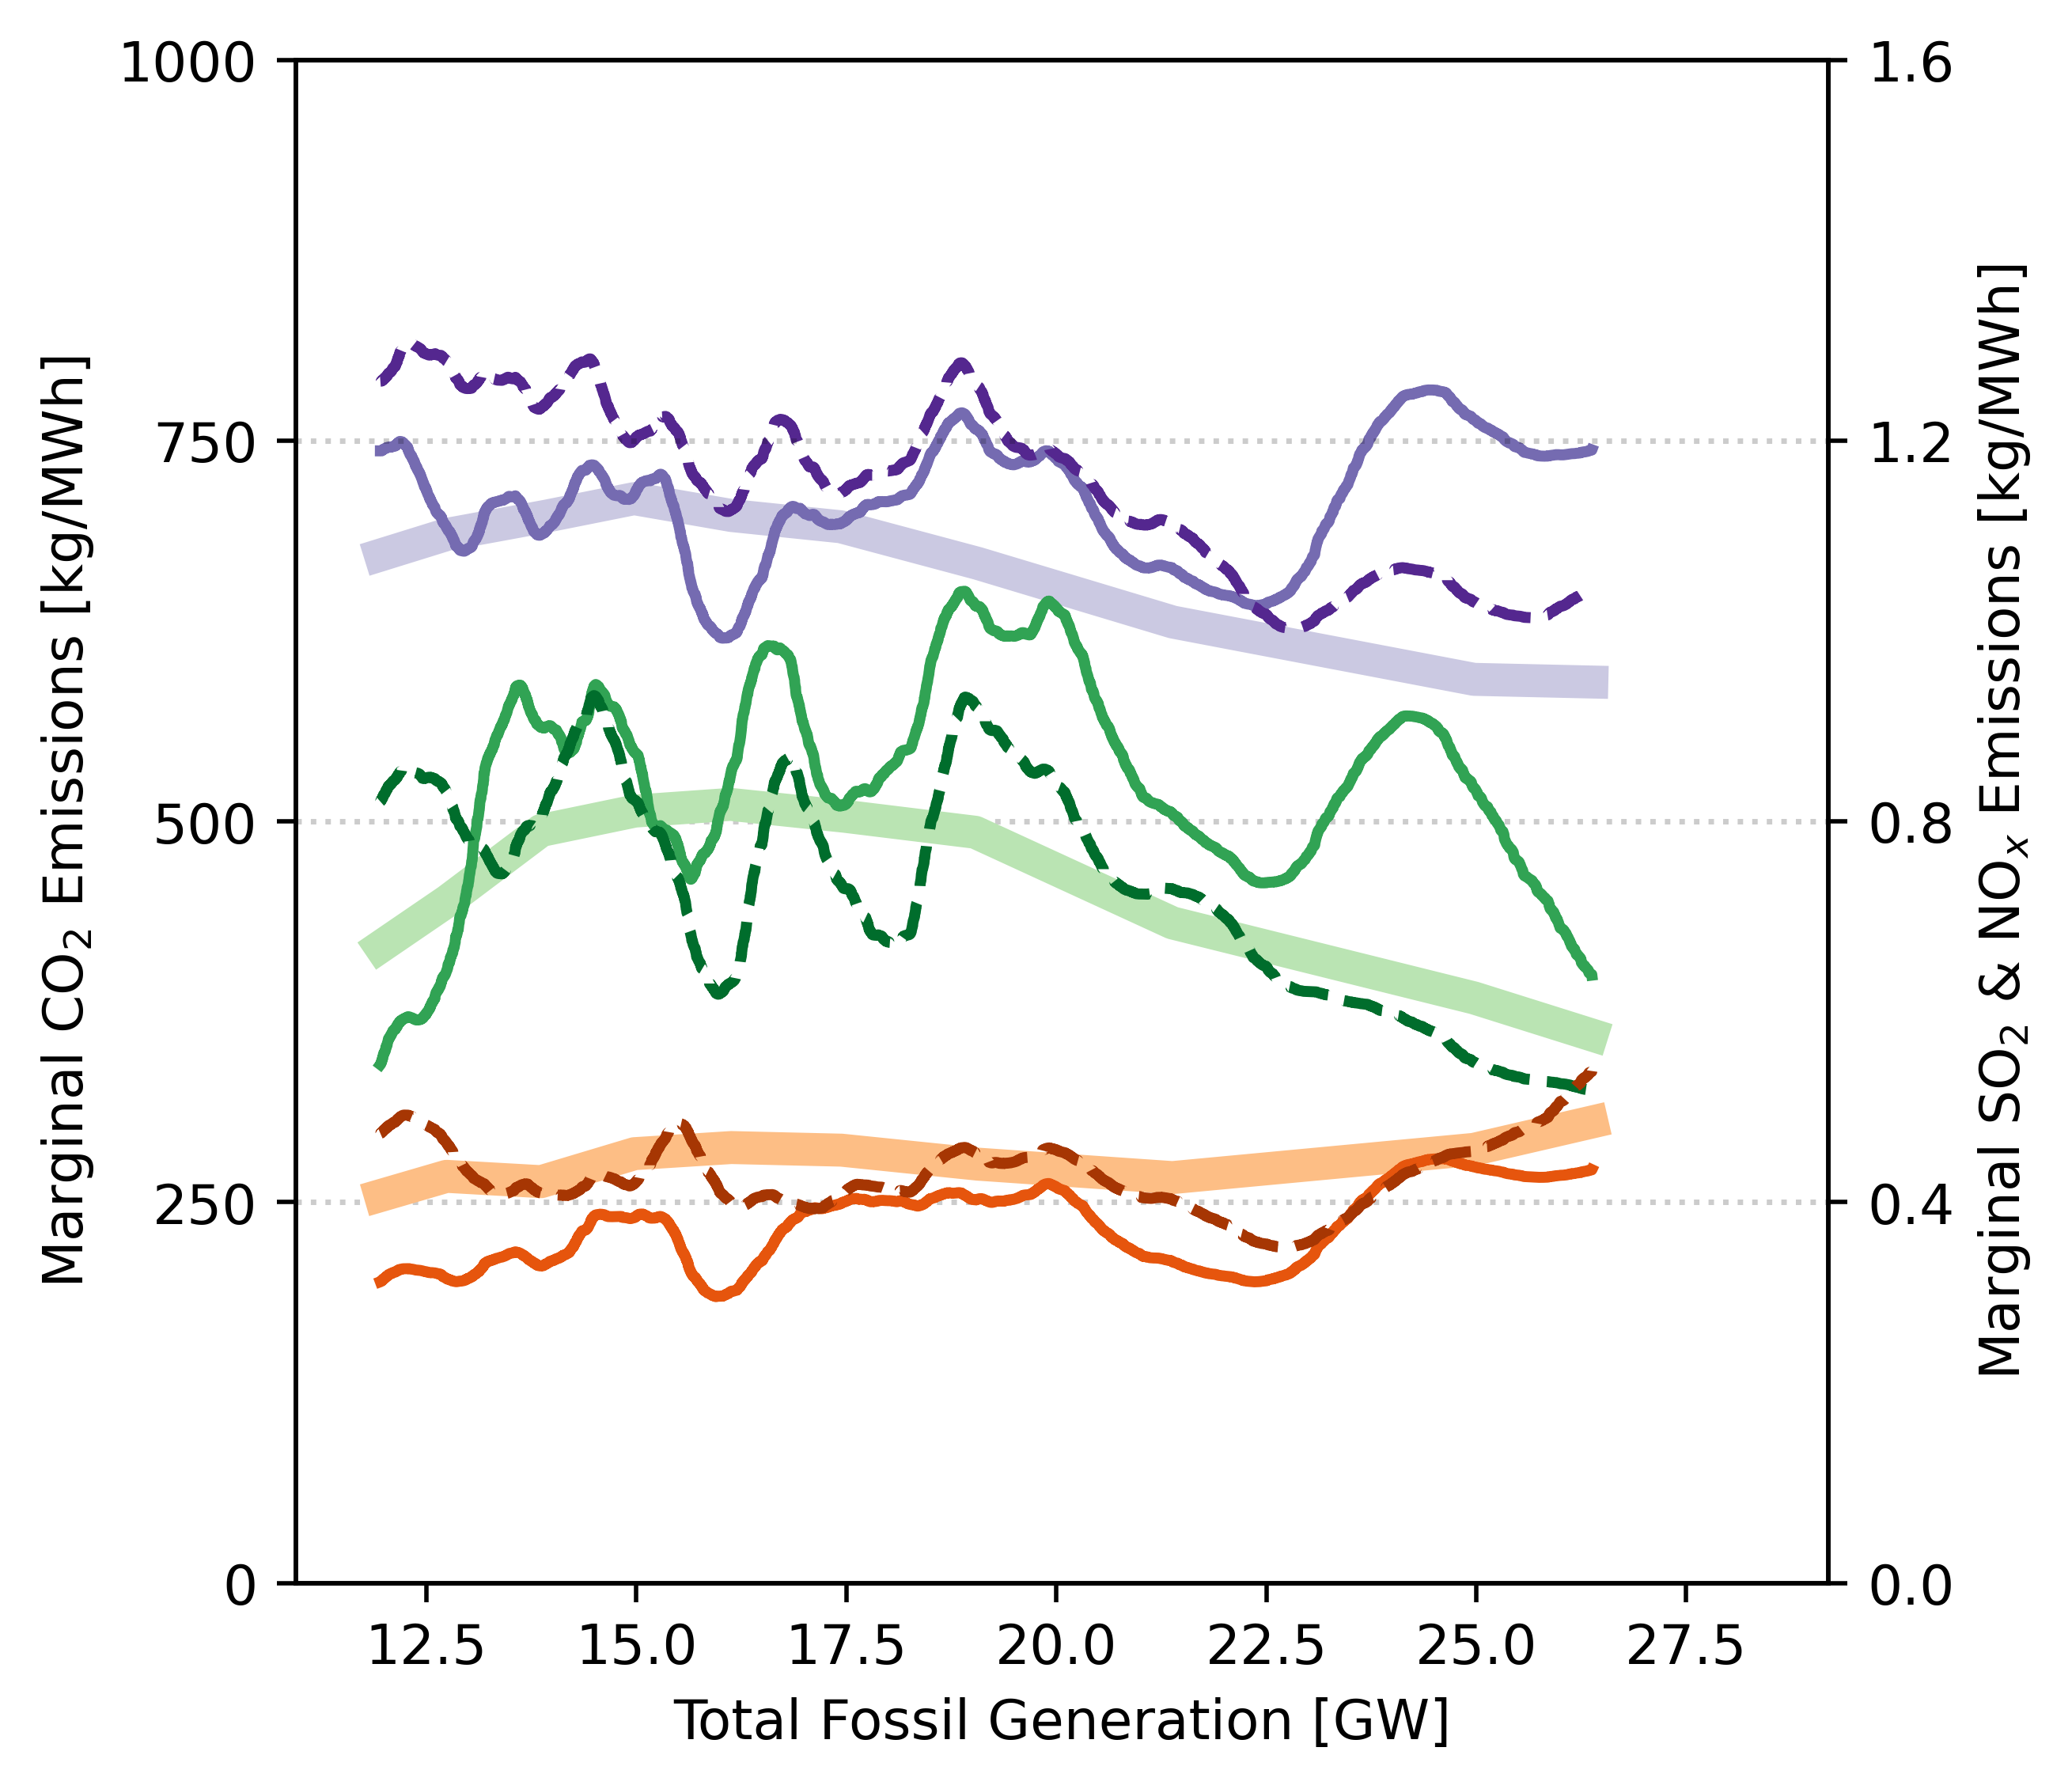 Marginal CO₂ Emissions [kg/MWh]
1000
750
500
250
0
1.6
1.2
0.8
0.4
0.0
Marginal SO₂ & NOₓ Emissions [kg/MWh]
12.5 15.0 17.5 20.0 22.5 25.0 27.5
Total Fossil Generation [GW]